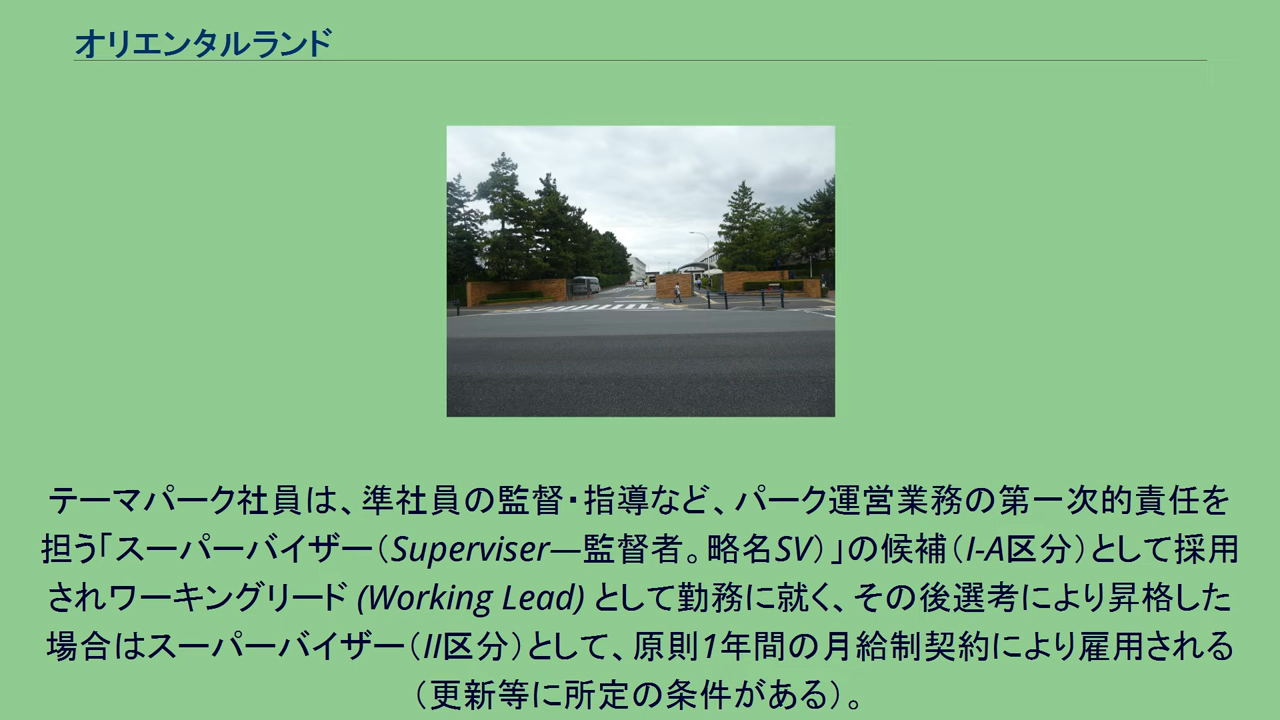 オリエンタルランド
テーマパーク社員は、準社員の監督・指導など、パーク運営業務の第一次的責任を
担う「スーパーバイザー（Superviser—監督者。略名SV）」の候補（I-A区分）として採用
されワーキングリード (Working Lead) として勤務に就く、その後選考により昇格した
場合はスーパーバイザー（II区分）として、原則1年間の月給制契約により雇用される
（更新等に所定の条件がある）。